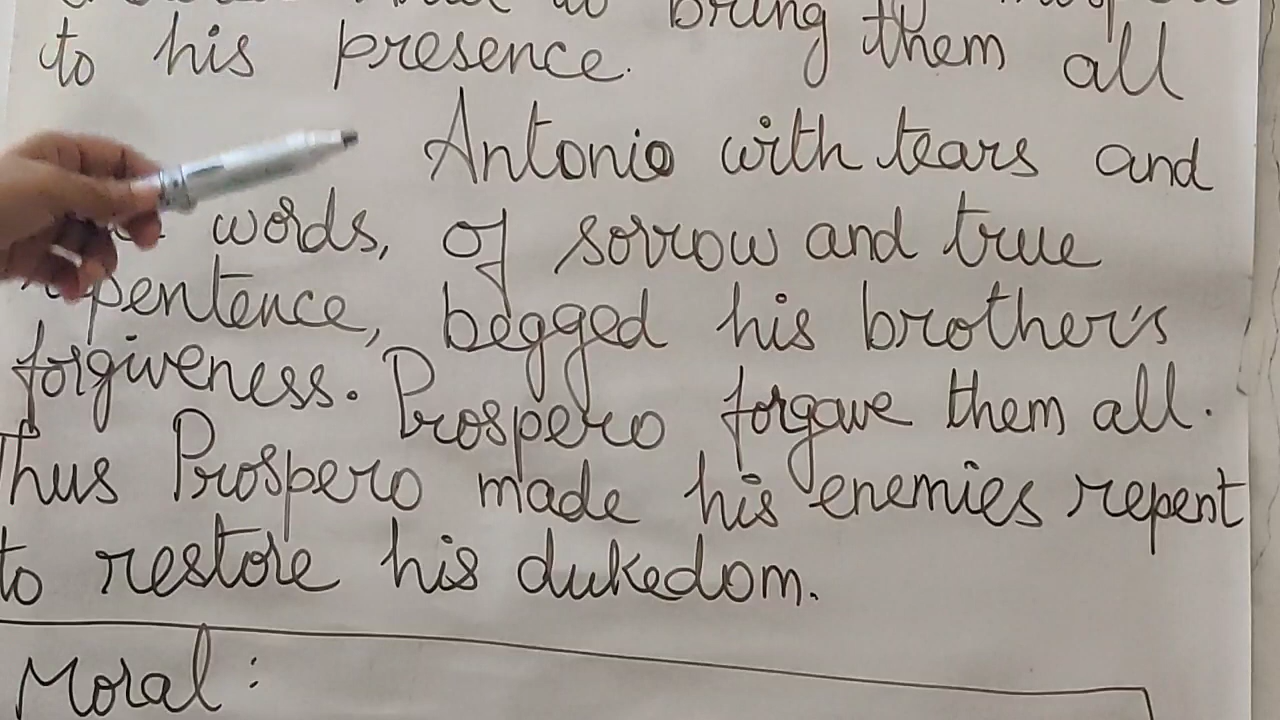 bring
to his presence. them all
Antonio with tears and
words, of sorrow and true
pentence, begged his brother's
forgiveness. Prospero forgave them all.
Thus Prospero made his enemies repent
to restore his dukedom.
Moral: